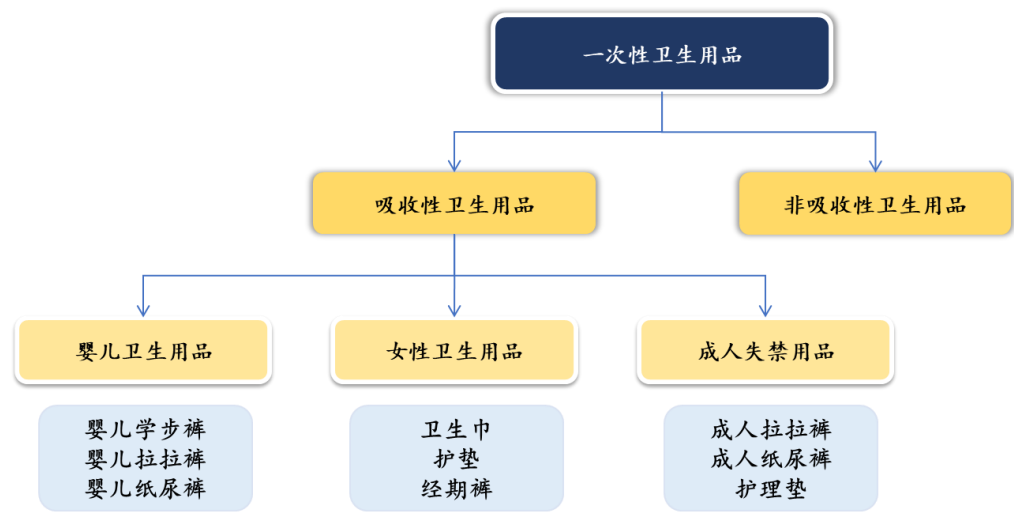 一次性卫生用品
吸收性卫生用品
非吸收性卫生用品
婴儿卫生用品
女性卫生用品
成人失禁用品
婴儿学步裤
婴儿拉拉裤
婴儿纸尿裤
卫生巾
护垫
经期裤
成人拉拉裤
成人纸尿裤
护理垫